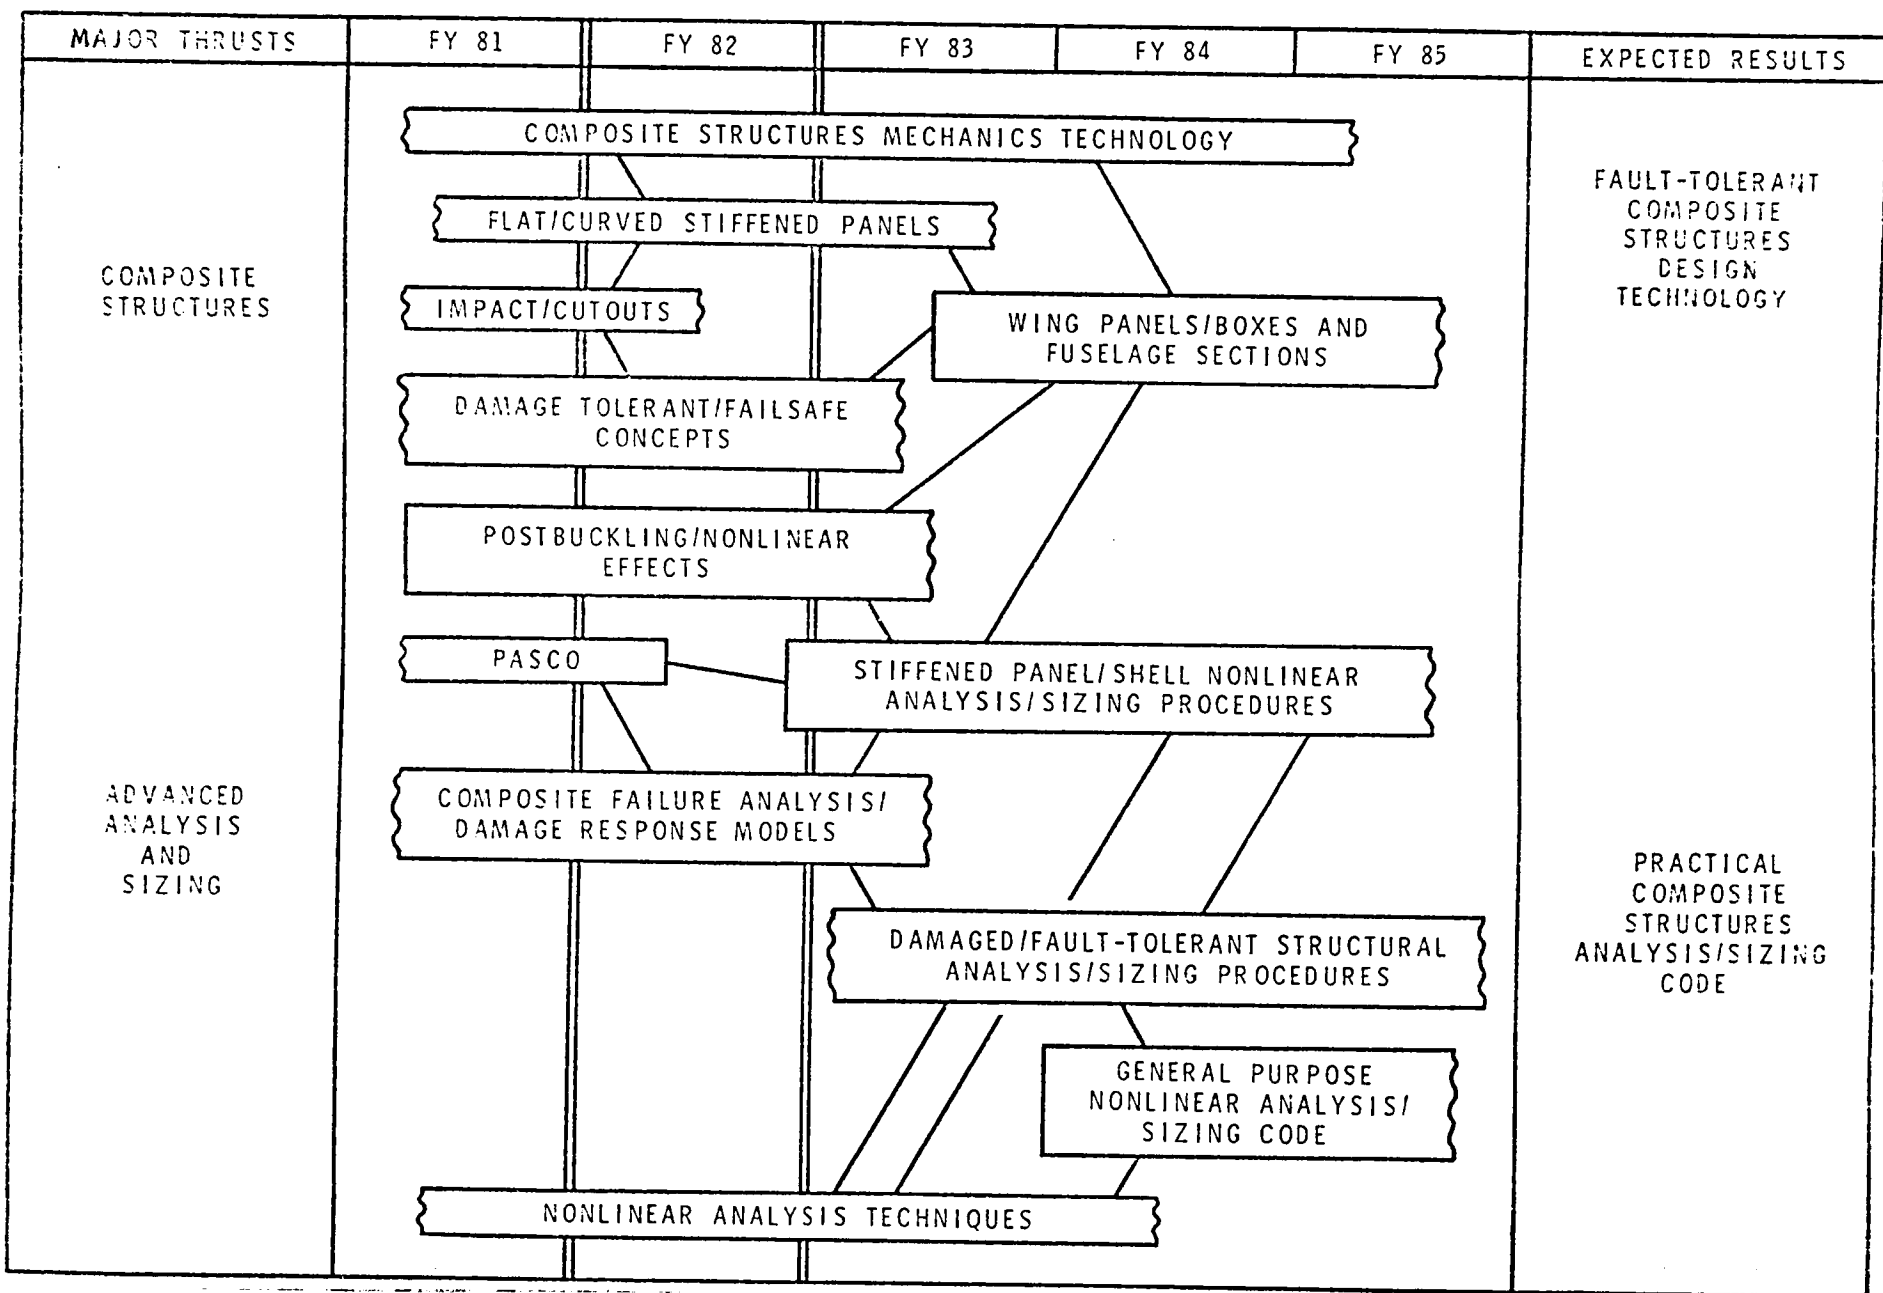 MAJOR THRUSTS
FY 81
FY 82
FY 83
FY 84
FY 85
EXPECTED RESULTS
COMPOSITE STRUCTURES MECHANICS TECHNOLOGY
FLAT/CURVED STIFFENED PANELS
COMPOSITE
STRUCTURES
IMPACT/CUTOUTS
WING PANELS/BOXES AND
FUSELAGE SECTIONS
FAULT-TOLERANT
COMPOSITE
STRUCTURES
DESIGN
TECHNOLOGY
DAMAGE TOLERANT/FAILSAFE
CONCEPTS
POSTBUCKLING/NONLINEAR
EFFECTS
PASCO
STIFFENED PANEL/SHELL NONLINEAR
ANALYSIS/SIZING PROCEDURES
ADVANCED
ANALYSIS
AND
SIZING
COMPOSITE FAILURE ANALYSIS/
DAMAGE RESPONSE MODELS
DAMAGED/FAULT-TOLERANT STRUCTURAL
ANALYSIS/SIZING PROCEDURES
PRACTICAL
COMPOSITE
STRUCTURES
ANALYSIS/SIZING
CODE
GENERAL PURPOSE
NONLINEAR ANALYSIS/
SIZING CODE
NONLINEAR ANALYSIS TECHNIQUES